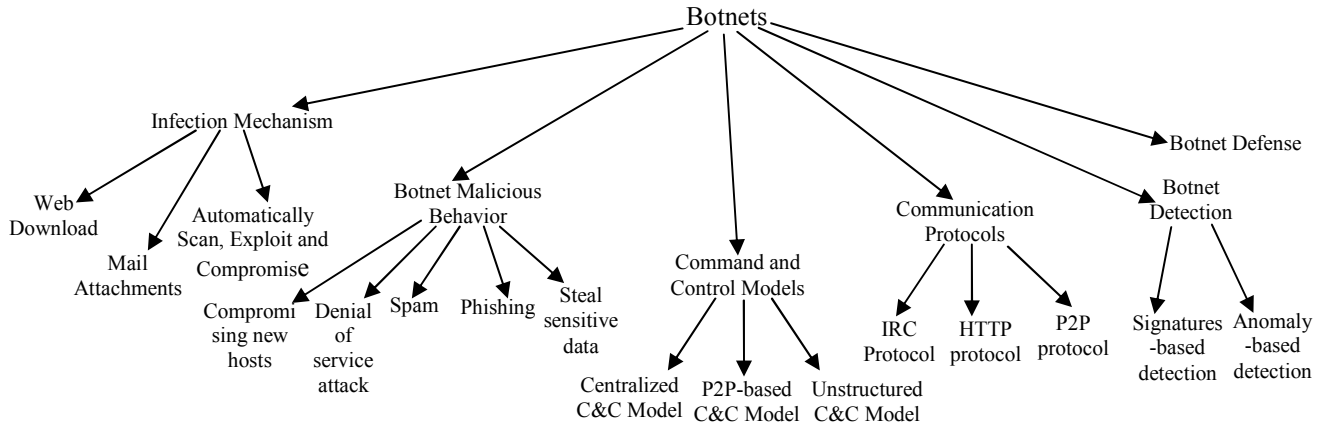 Botnets
Infection Mechanism
Web
Download
Mail
Attachments
Automatically
Scan, Exploit and
Compromise
Botnet Malicious
Behavior
Compromi
sing new
hosts
Denial
of
service
attack
Spam
Phishing
Steal
sensitive
data
Command and
Control Models
Centralized
C&C Model
P2P-based
C&C Model
Unstructured
C&C Model
Communication
Protocols
IRC
Protocol
HTTP
protocol
P2P
protocol
Botnet
Detection
Signatures
-based
detection
Anomaly
-based
detection
Botnet Defense